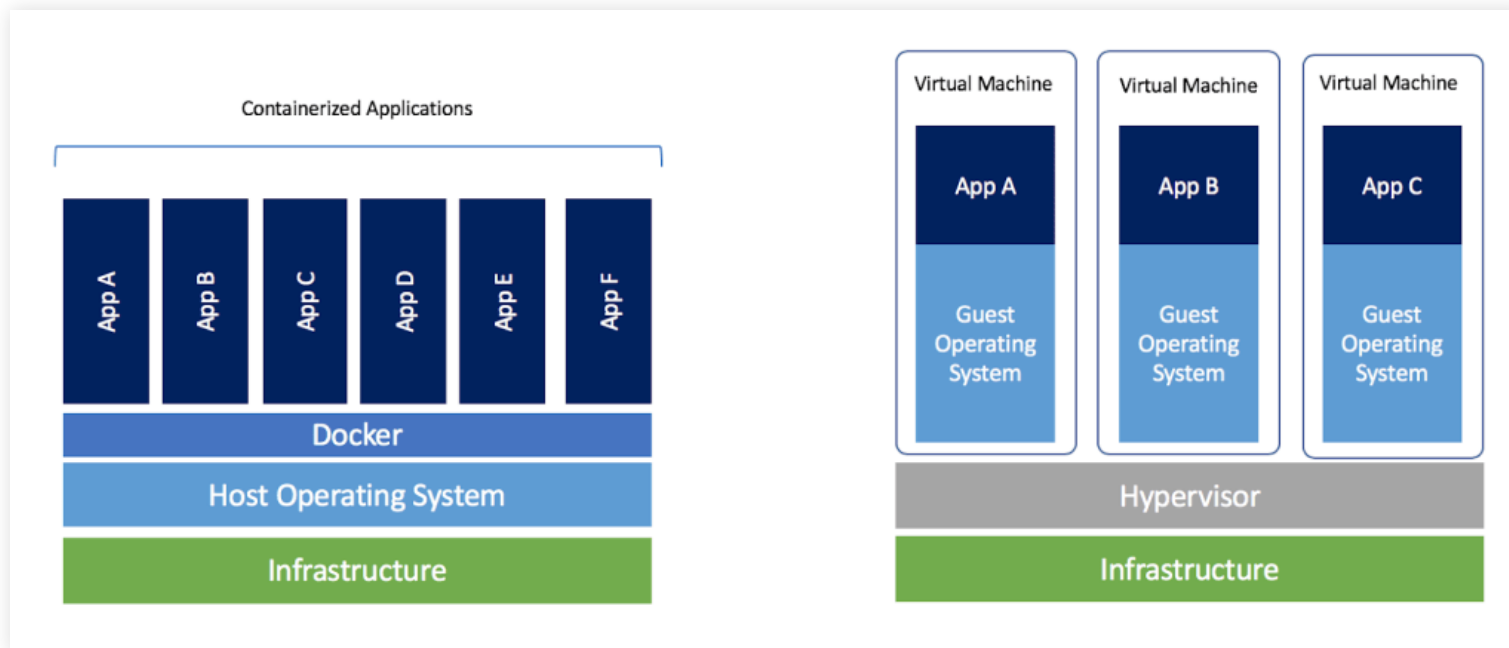 Containerized Applications
App A
App B
App C
App D
App E
App F
Docker
Host Operating System
Infrastructure
Virtual Machine
App A
Guest
Operating
System
Virtual Machine
App B
Guest
Operating
System
Virtual Machine
App C
Guest
Operating
System
Hypervisor
Infrastructure